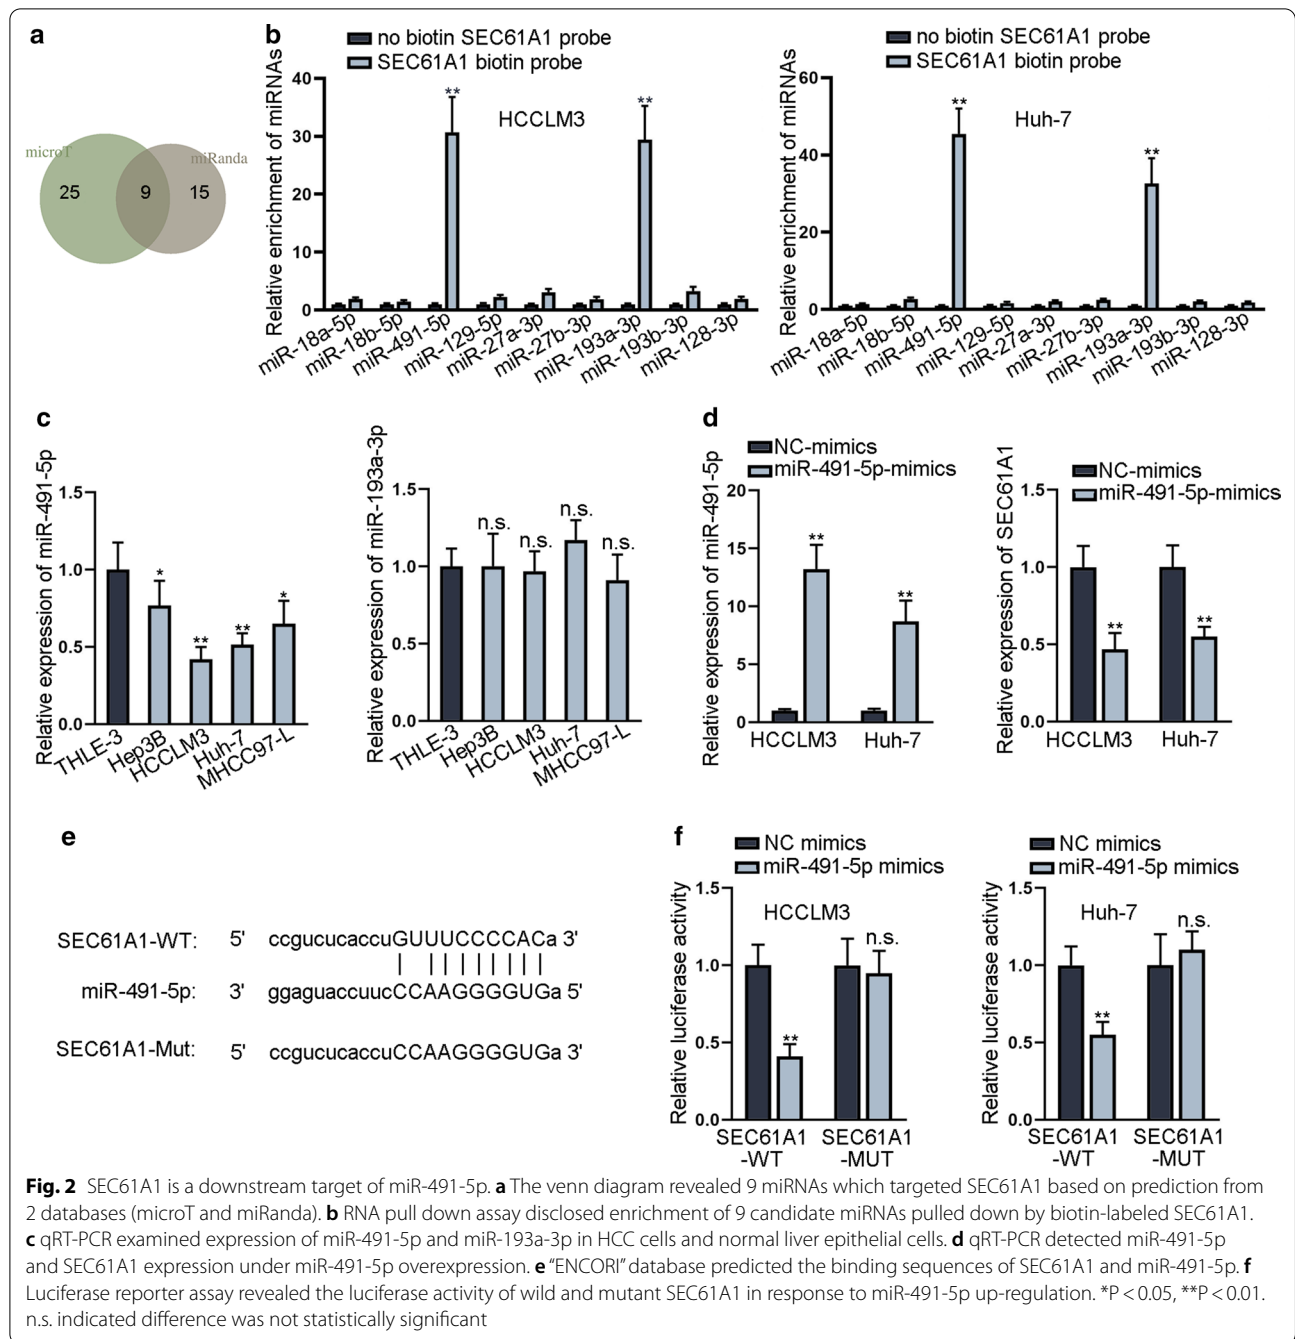 a
microT
miRanda
25
9
15
b
no biotin SEC61A1 probe
SEC61A1 biotin probe
Relative enrichment of miRNAs
HCCLM3
40
30
20
10
0
** **
miR-18a-5p
miR-18b-5p
miR-491-5p
miR-129-5p
miR-27a-3p
miR-27b-3p
miR-193a-3p
miR-193b-3p
miR-128-3p
no biotin SEC61A1 probe
SEC61A1 biotin probe
Relative enrichment of miRNAs
Huh-7
60
40
20
0
** **
miR-18a-5p
miR-18b-5p
miR-491-5p
miR-129-5p
miR-27a-3p
miR-27b-3p
miR-193a-3p
miR-193b-3p
miR-128-3p
c
Relative expression of miR-491-5p
1.5
1.0
0.5
0.0
* ** ** *
THLE-3
Hep3B
HCCLM3
Huh-7
MHCC97-L
Relative expression of miR-193a-3p
1.5
1.0
0.5
0.0
n.s. n.s. n.s. n.s.
THLE-3
Hep3B
HCCLM3
Huh-7
MHCC97-L
d
NC-mimics
miR-491-5p-mimics
Relative expression of miR-491-5p
20
15
10
5
0
** **
HCCLM3 Huh-7
NC-mimics
miR-491-5p-mimics
Relative expression of SEC61A1
1.5
1.0
0.5
0.0
** **
HCCLM3 Huh-7
e
SEC61A1-WT: 5' ccgucucaccuGUUUCCCCACa 3'
miR-491-5p: 3' ggaguaccuucCCAAGGGGUGa 5'
SEC61A1-Mut: 5' ccgucucaccuCCAAGGGGUGa 3'
f
NC mimics
miR-491-5p mimics
Relative luciferase activity
HCCLM3
1.5
1.0
0.5
0.0
** n.s.
SEC61A1 SEC61A1
-WT -MUT
NC mimics
miR-491-5p mimics
Relative luciferase activity
Huh-7
1.5
1.0
0.5
0.0
** n.s.
SEC61A1 SEC61A1
-WT -MUT
Fig. 2 SEC61A1 is a downstream target of miR-491-5p. a The venn diagram revealed 9 miRNAs which targeted SEC61A1 based on prediction from
2 databases (microT and miRanda). b RNA pull down assay disclosed enrichment of 9 candidate miRNAs pulled down by biotin-labeled SEC61A1.
c qRT-PCR examined expression of miR-491-5p and miR-193a-3p in HCC cells and normal liver epithelial cells. d qRT-PCR detected miR-491-5p
and SEC61A1 expression under miR-491-5p overexpression. e "ENCORI" database predicted the binding sequences of SEC61A1 and miR-491-5p. f
Luciferase reporter assay revealed the luciferase activity of wild and mutant SEC61A1 in response to miR-491-5p up-regulation. *P < 0.05, **P < 0.01.
n.s. indicated difference was not statistically significant